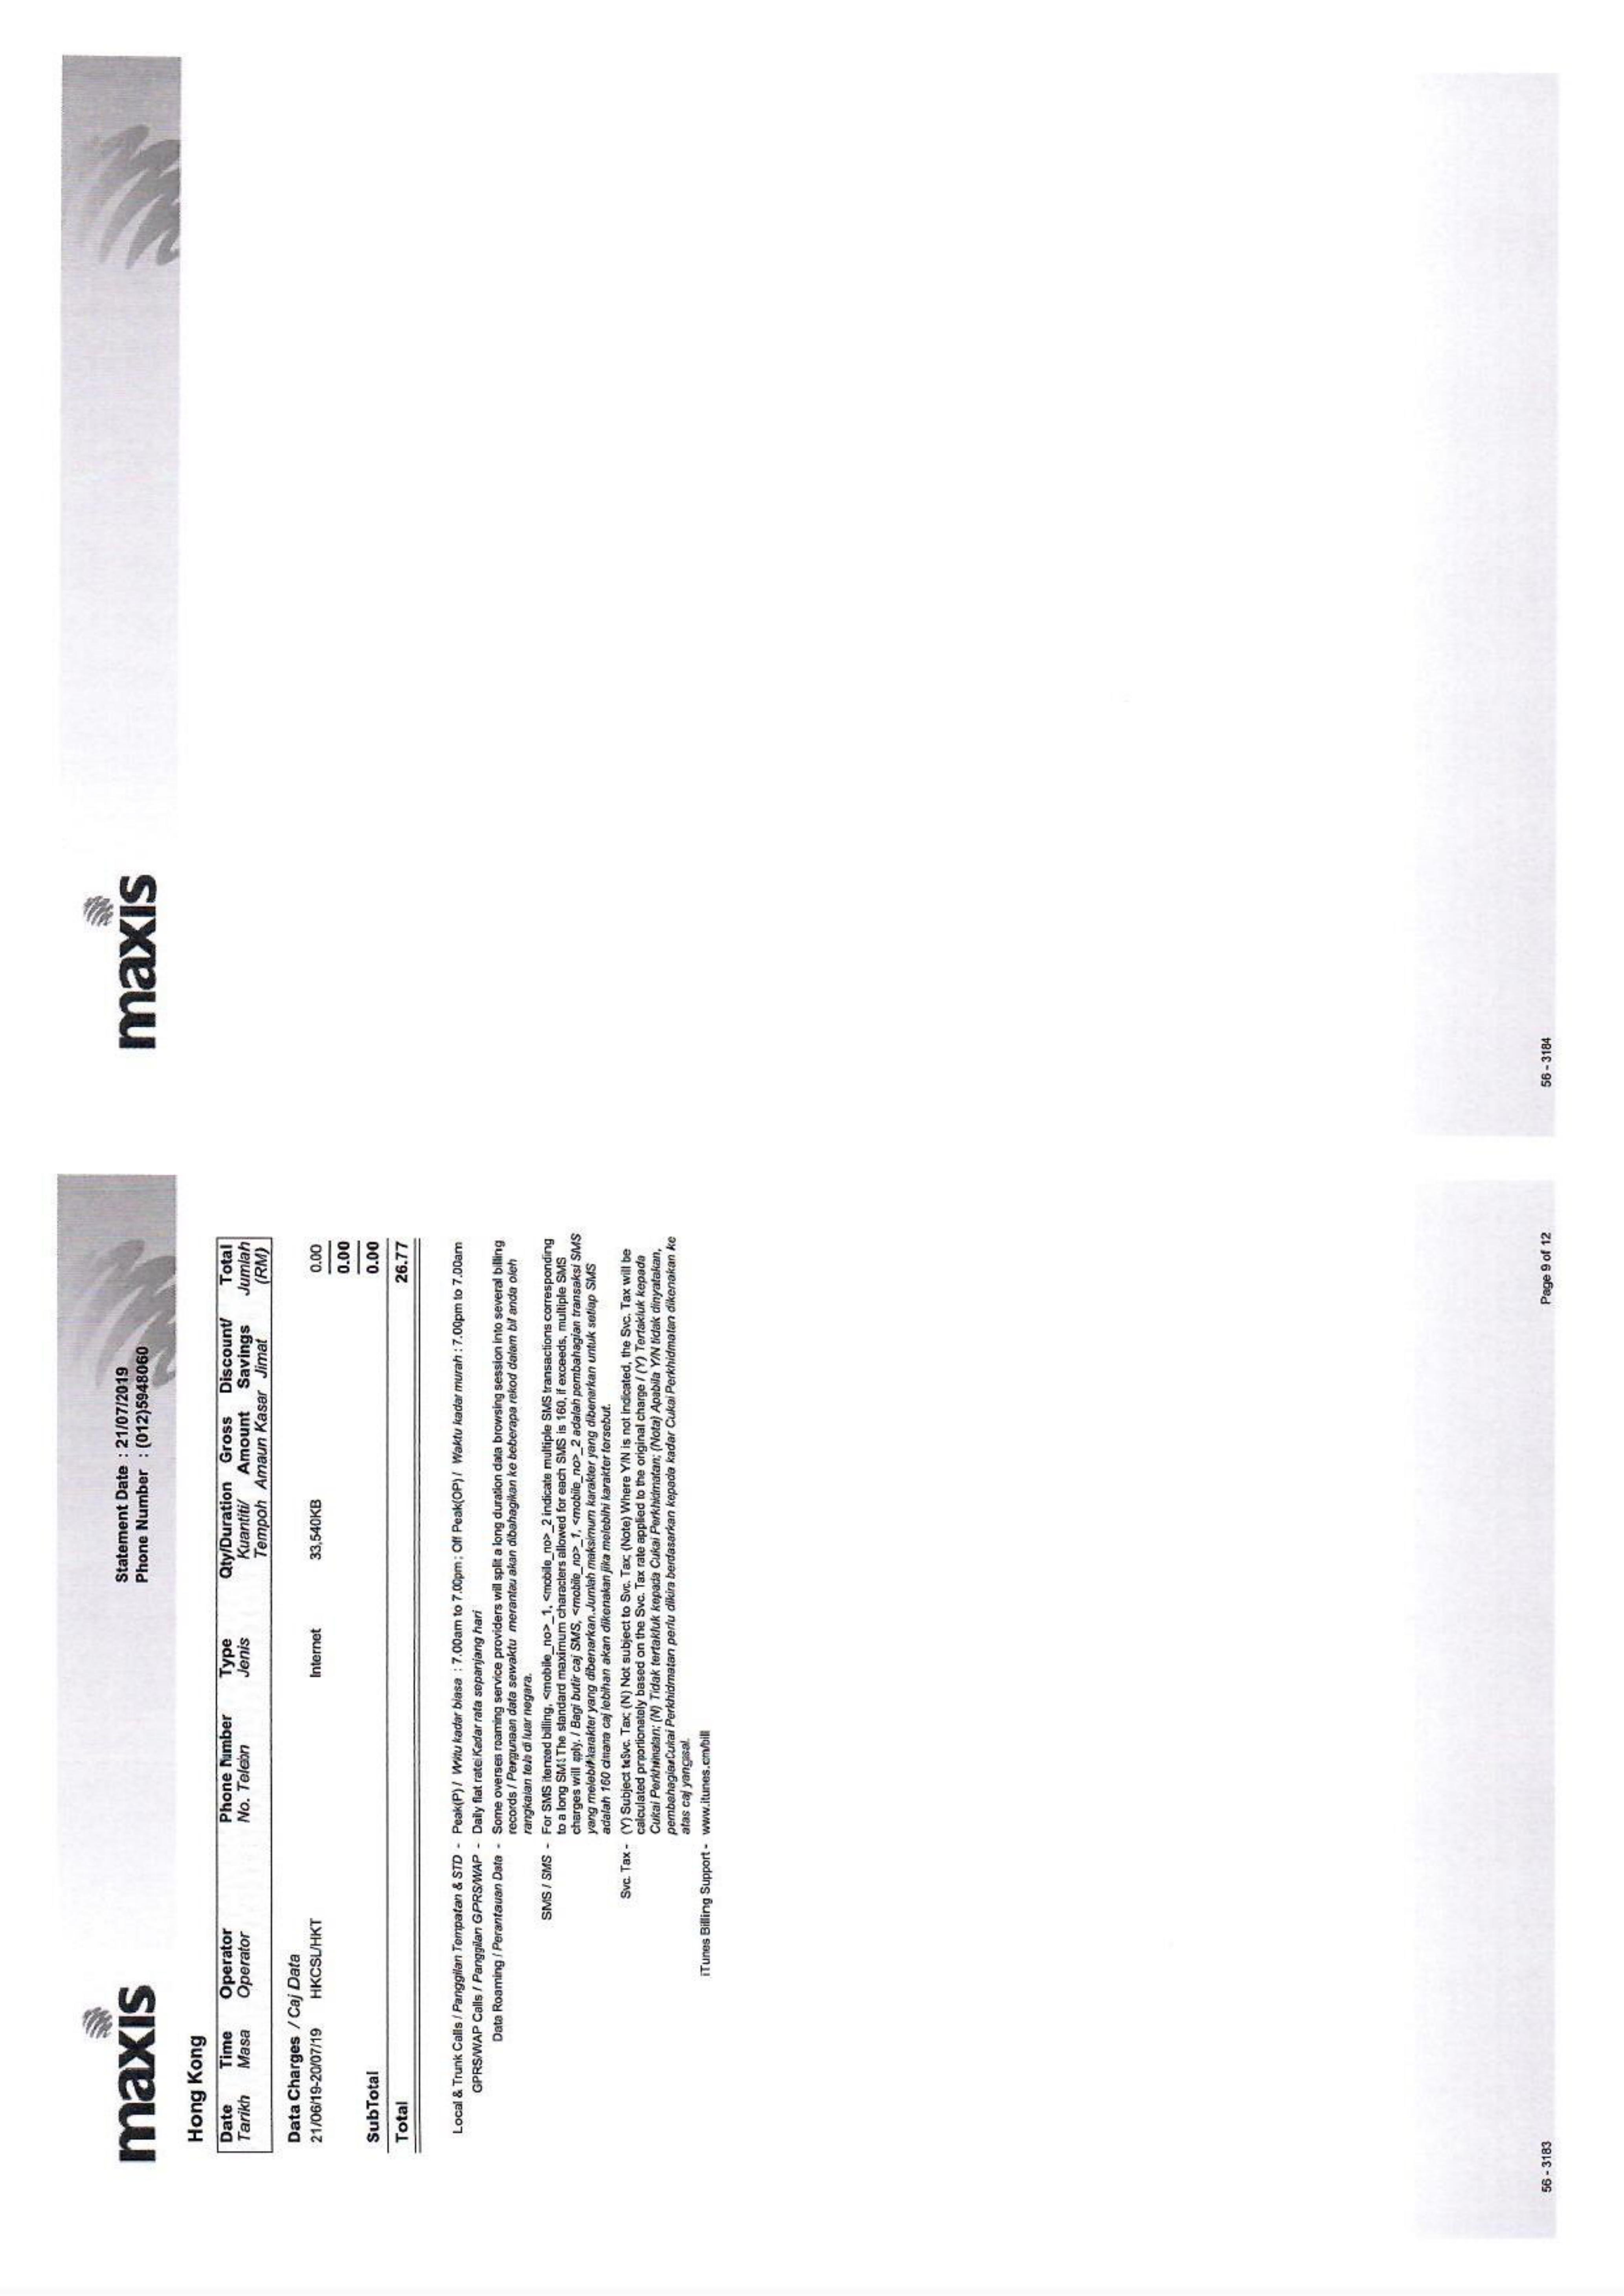 maxis
Statement Date : 21/07/2019
Phone Number : (012)5948060
Hong Kong
Date Time Operator Phone Number Type Qty/Duration Gross Discount/ Total
Tarikh Masa Operator No. Telefon Jenis Kuantiti/ Amount Savings Jumlah
Tempoh Amaun Kasar Jimat (RM)
Data Charges / Caj Data
21/06/19-20/07/19 HKCSL/HKT Internet 33,540KB 0.00
0.00
SubTotal 0.00
Total 26.77
Local & Trunk Calls / Panggilan Tempatan & STD - Peak(P) / Waktu kadar biasa : 7.00am to 7.00pm ; Off Peak(OP) / Waktu kadar murah : 7.00pm to 7.00am
GPRS/WAP Calls / Panggilan GPRS/WAP - Daily flat rate/Kadar rata sepanjang hari
Data Roaming / Perantauan Data - Some overseas roaming service providers will split a long duration data browsing session into several billing
records / Penggunaan data sewaktu merantau akan dibahagikan ke beberapa rekod dalam bil anda oleh
rangkaian di luar negara.
SMS / SMS - For SMS itemized billing, <mobile_no>_1, <mobile_no>_2 indicate multiple SMS transactions corresponding
to a long SMS. The standard maximum characters allowed for each SMS is 160, if exceeds, multiple SMS
charges will apply. / Bagi butir caj SMS, <mobile_no>_1, <mobile_no>_2 adalah pembahagian transaksi SMS
yang melebihi karakter yang dibenarkan. Jumlah maksimum karakter yang dibenarkan untuk setiap SMS
adalah 160 dimana caj lebihan akan dikenakan jika melebihi karakter tersebut.
Svc. Tax - (Y) Subject to Svc. Tax; (N) Not subject to Svc. Tax; (Note) Where Y/N is not indicated, the Svc. Tax will be
calculated proportionately based on the Svc. Tax rate applied to the original charge / (Y) Tertakluk kepada
Cukai Perkhidmatan; (N) Tidak tertakluk kepada Cukai Perkhidmatan; (Nota) Apabila Y/N tidak dinyatakan,
pembahagian Cukai Perkhidmatan perlu dikira berdasarkan kepada kadar Cukai Perkhidmatan dikenakan ke
atas caj yang asal.
iTunes Billing Support - www.itunes.com/bill
56 - 3183 Page 9 of 12
maxis
56 - 3184